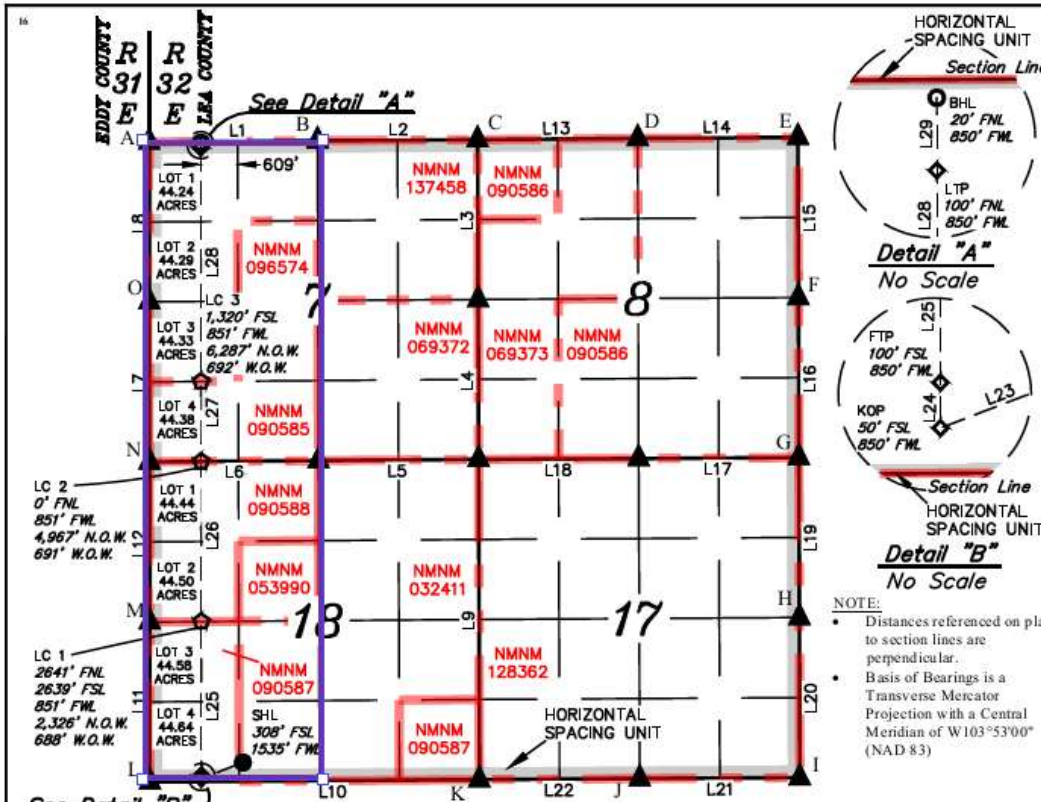 16
EDDY COUNTY
R
31
E
R
32
E
LEA COUNTY
See Detail "A"
A
L1
B
L2
C
L13
D
L14
E
609'
LOT 1
44.24
ACRES
NMNM
137458
NMNM
090586
L8
LOT 2
44.29
ACRES
L28
NMNM
096574
L3
L15
O
7
8
F
LC 3
1,320' FSL
851' FWL
6,287' N.O.W.
692' W.O.W.
LOT 3
44.33
ACRES
NMNM
069372
NMNM
069373
NMNM
090586
L7
L4
L16
LOT 4
44.38
ACRES
L27
NMNM
090585
N
L6
L5
L18
L17
G
LC 2
0' FNL
851' FWL
4,967' N.O.W.
691' W.O.W.
LOT 1
44.44
ACRES
NMNM
090588
L12
L26
L19
LOT 2
44.50
ACRES
NMNM
053990
NMNM
032411
M
18
L9
17
H
LC 1
2641' FNL
2639' FSL
851' FWL
2,326' N.O.W.
688' W.O.W.
LOT 3
44.58
ACRES
NMNM
090587
NMNM
128362
L11
L25
L20
LOT 4
44.64
ACRES
SHL
308' FSL
1535' FWL
NMNM
090587
HORIZONTAL
SPACING UNIT
L
L10
K
L22
J
L21
I
See Detail "B"
HORIZONTAL
SPACING UNIT
Section Line
BHL
20' FNL
850' FWL
L29
LTP
100' FNL
850' FWL
L28
Detail "A"
No Scale
L25
FTP
100' FSL
850' FWL
L24
L23
KOP
50' FSL
850' FWL
Section Line
HORIZONTAL
SPACING UNIT
Detail "B"
No Scale
NOTE:
• Distances referenced on pla
to section lines are
perpendicular.
• Basis of Bearings is a
Transverse Mercator
Projection with a Central
Meridian of W103°53'00"
(NAD 83)